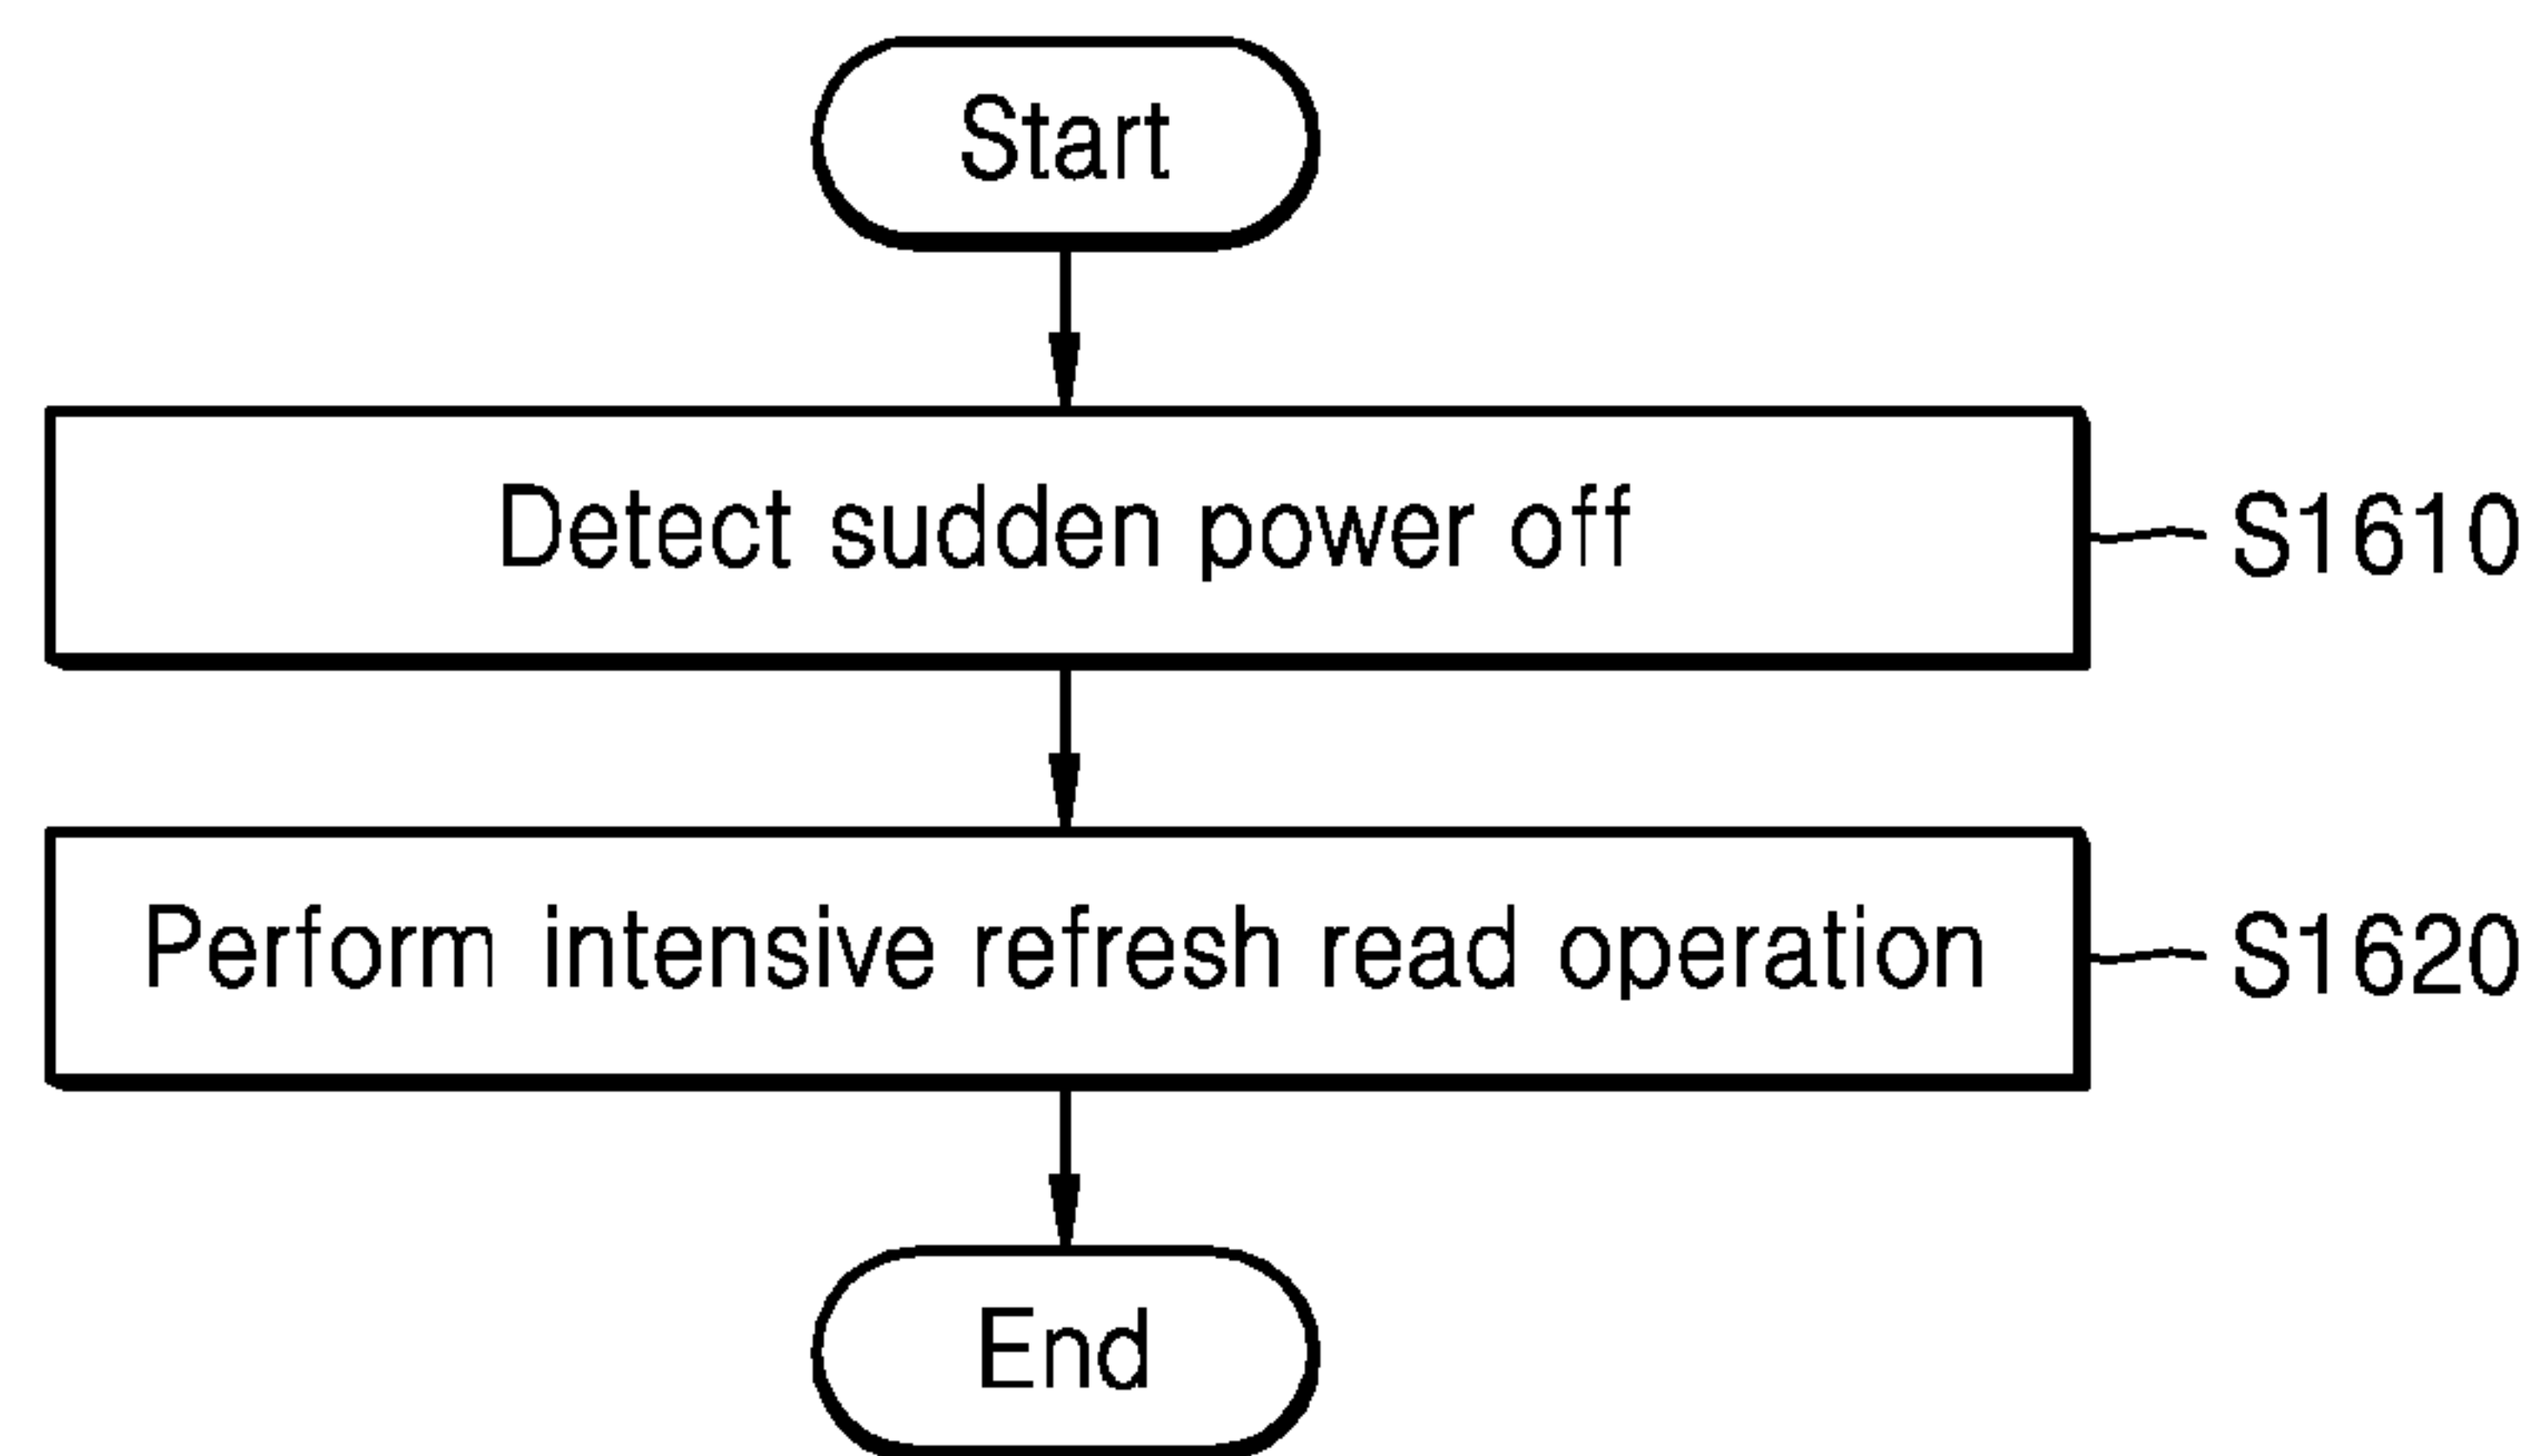 Start
Detect sudden power off
S1610
Perform intensive refresh read operation
S1620
End